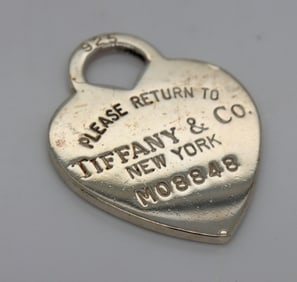 925
PLEASE RETURN TO
TIFFANY & Co.
NEW YORK
M08848